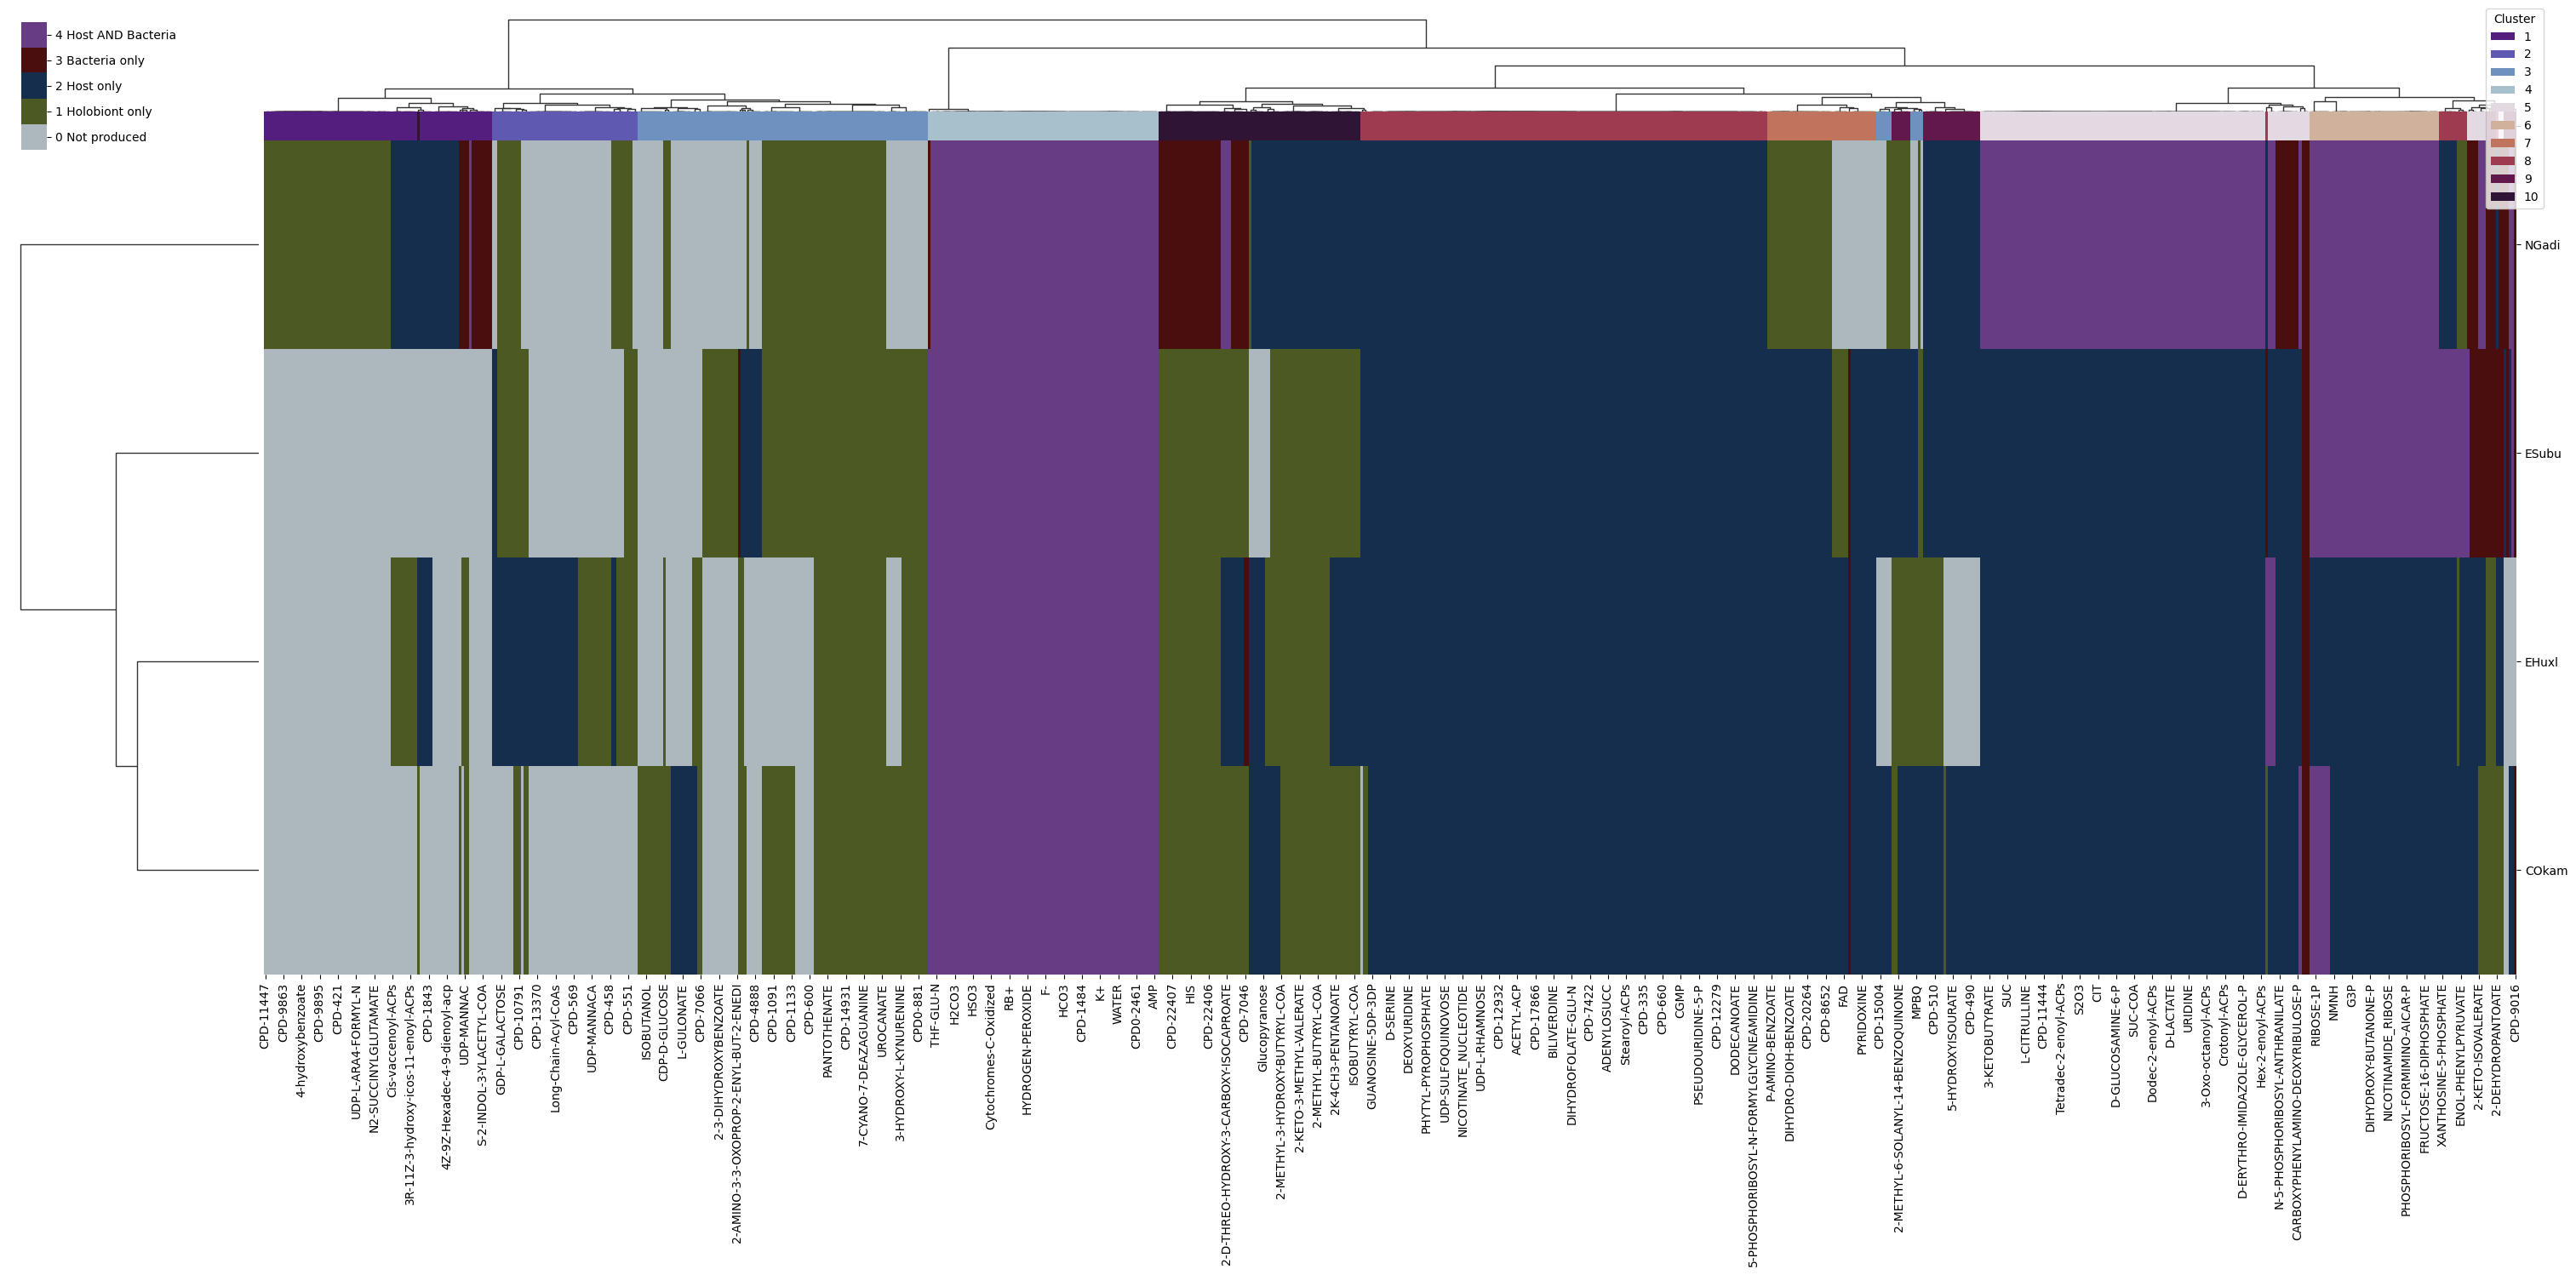 4 Host AND Bacteria
3 Bacteria only
2 Host only
1 Holobiont only
0 Not produced
Cluster
1
2
3
4
5
6
7
8
9
10
NGadi
ESubu
EHuxl
COkam
CPD-11447
CPD-9863
4-hydroxybenzoate
CPD-9895
CPD-421
UDP-L-ARA4-FORMYL-N
N2-SUCCINYLGLUTAMATE
Cis-vaccenoyl-ACPs
3R-11Z-3-hydroxy-icos-11-enoyl-ACPs
CPD-1843
4Z-9Z-Hexadec-4-9-dienoyl-acp
UDP-MANNAC
S-2-INDOL-3-YLACETYL-COA
GDP-L-GALACTOSE
CPD-10791
CPD-13370
Long-Chain-Acyl-CoAs
CPD-569
UDP-MANNACA
CPD-458
CPD-551
ISOBUTANOL
CDP-D-GLUCOSE
L-GULONATE
CPD-7066
2-3-DIHYDROXYBENZOATE
2-AMINO-3-3-OXOPROP-2-ENYL-BUT-2-ENEDI
CPD-4888
CPD-1091
CPD-1133
CPD-600
PANTOTHENATE
CPD-14931
7-CYANO-7-DEAZAGUANINE
UROCANATE
3-HYDROXY-L-KYNURENINE
CPD0-881
THF-GLU-N
H2CO3
HSO3
Cytochromes-C-Oxidized
RB+
HYDROGEN-PEROXIDE
F-
HCO3
CPD-1484
K+
WATER
CPD0-2461
AMP
CPD-22407
HIS
CPD-22406
2-D-THREO-HYDROXY-3-CARBOXY-ISOCAPROATE
CPD-7046
Glucopyranose
2-METHYL-3-HYDROXY-BUTYRYL-COA
2-KETO-3-METHYL-VALERATE
2-METHYL-BUTYRYL-COA
2K-4CH3-PENTANOATE
ISOBUTYRYL-COA
GUANOSINE-5DP-3DP
D-SERINE
DEOXYURIDINE
PHYTYL-PYROPHOSPHATE
UDP-SULFOQUINOVOSE
NICOTINATE_NUCLEOTIDE
UDP-L-RHAMNOSE
CPD-12932
ACETYL-ACP
CPD-17866
BILIVERDINE
DIHYDROFOLATE-GLU-N
CPD-7422
ADENYLOSUCC
Stearoyl-ACPs
CPD-335
CPD-660
CGMP
PSEUDOURIDINE-5-P
CPD-12279
DODECANOATE
5-PHOSPHORIBOSYL-N-FORMYLGLYCINEAMIDINE
P-AMINO-BENZOATE
DIHYDRO-DIOH-BENZOATE
CPD-20264
CPD-8652
FAD
PYRIDOXINE
CPD-15004
2-METHYL-6-SOLANYL-14-BENZOQUINONE
MPBQ
CPD-510
5-HYDROXYISOURATE
CPD-490
3-KETOBUTYRATE
SUC
L-CITRULLINE
CPD-11444
Tetradec-2-enoyl-ACPs
S2O3
CIT
D-GLUCOSAMINE-6-P
SUC-COA
Dodec-2-enoyl-ACPs
D-LACTATE
URIDINE
3-Oxo-octanoyl-ACPs
Crotonyl-ACPs
D-ERYTHRO-IMIDAZOLE-GLYCEROL-P
Hex-2-enoyl-ACPs
N-5-PHOSPHORIBOSYL-ANTHRANILATE
CARBOXYPHENYLAMINO-DEOXYRIBULOSE-P
RIBOSE-1P
NMNH
G3P
DIHYDROXY-BUTANONE-P
NICOTINAMIDE_RIBOSE
PHOSPHORIBOSYL-FORMIMINO-AICAR-P
FRUCTOSE-16-DIPHOSPHATE
XANTHOSINE-5-PHOSPHATE
ENOL-PHENYLPYRUVATE
2-KETO-ISOVALERATE
2-DEHYDROPANTOATE
CPD-9016